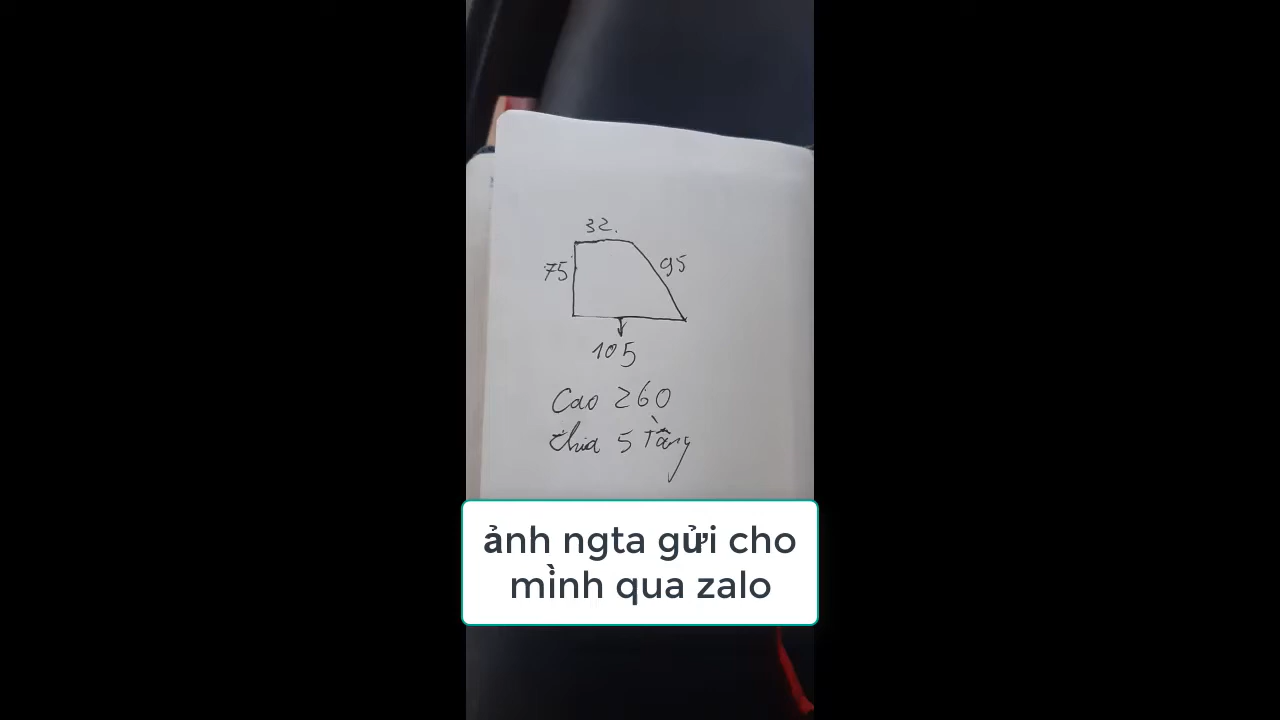 32.
75
95
105
Cao 260
chia 5 Tầng
ảnh ngta gửi cho
mình qua zalo